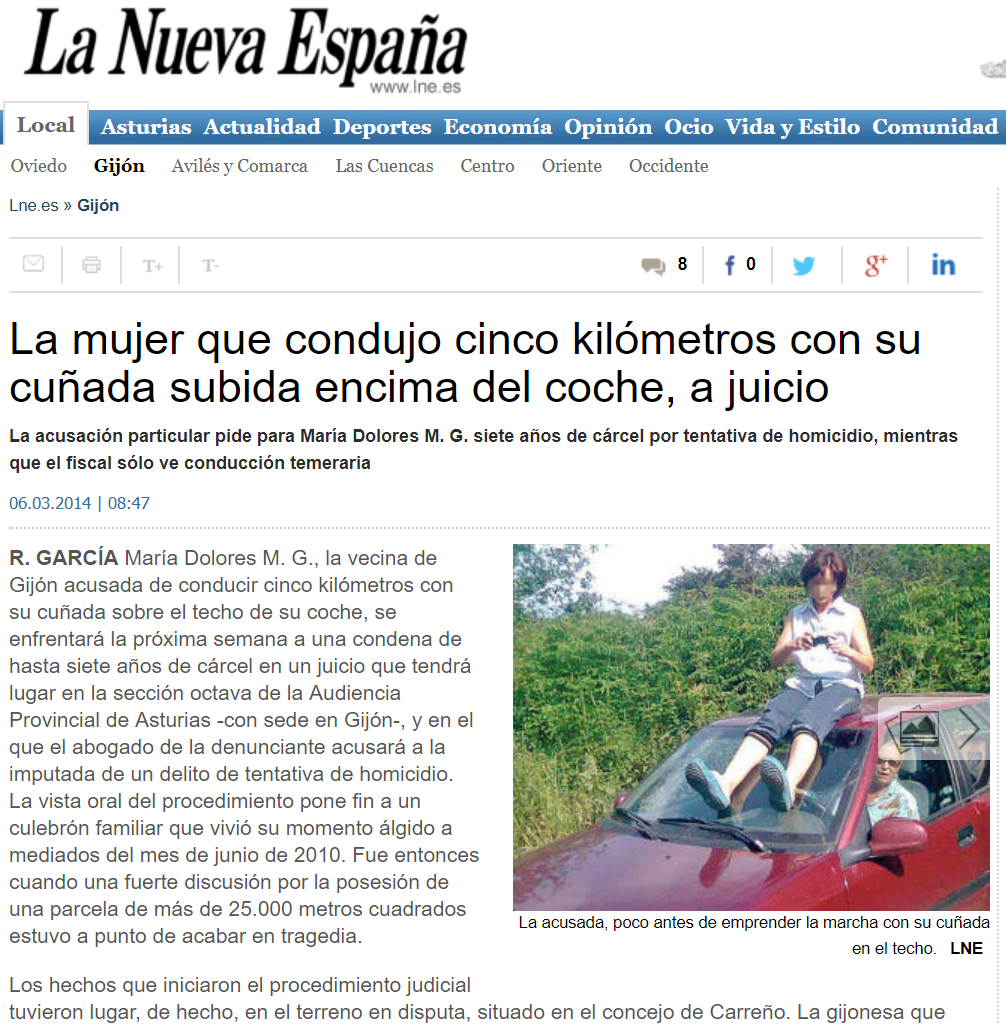 La Nueva España
www.lne.es
Local Asturias Actualidad Deportes Economía Opinión Ocio Vida y Estilo Comunidad
Oviedo Gijón Avilés y Comarca Las Cuencas Centro Oriente Occidente
Lne.es » Gijón
T+ T- 8 f 0 g+ in
La mujer que condujo cinco kilómetros con su
cuñada subida encima del coche, a juicio
La acusación particular pide para María Dolores M. G. siete años de cárcel por tentativa de homicidio, mientras
que el fiscal sólo ve conducción temeraria
06.03.2014 | 08:47
R. GARCÍA María Dolores M. G., la vecina de
Gijón acusada de conducir cinco kilómetros con
su cuñada sobre el techo de su coche, se
enfrentará la próxima semana a una condena de
hasta siete años de cárcel en un juicio que tendrá
lugar en la sección octava de la Audiencia
Provincial de Asturias -con sede en Gijón-, y en el
que el abogado de la denunciante acusará a la
imputada de un delito de tentativa de homicidio.
La vista oral del procedimiento pone fin a un
culebrón familiar que vivió su momento álgido a
mediados del mes de junio de 2010. Fue entonces
cuando una fuerte discusión por la posesión de
una parcela de más de 25.000 metros cuadrados
estuvo a punto de acabar en tragedia.
La acusada, poco antes de emprender la marcha con su cuñada
en el techo. LNE
Los hechos que iniciaron el procedimiento judicial
tuvieron lugar, de hecho, en el terreno en disputa, situado en el concejo de Carreño. La gijonesa que